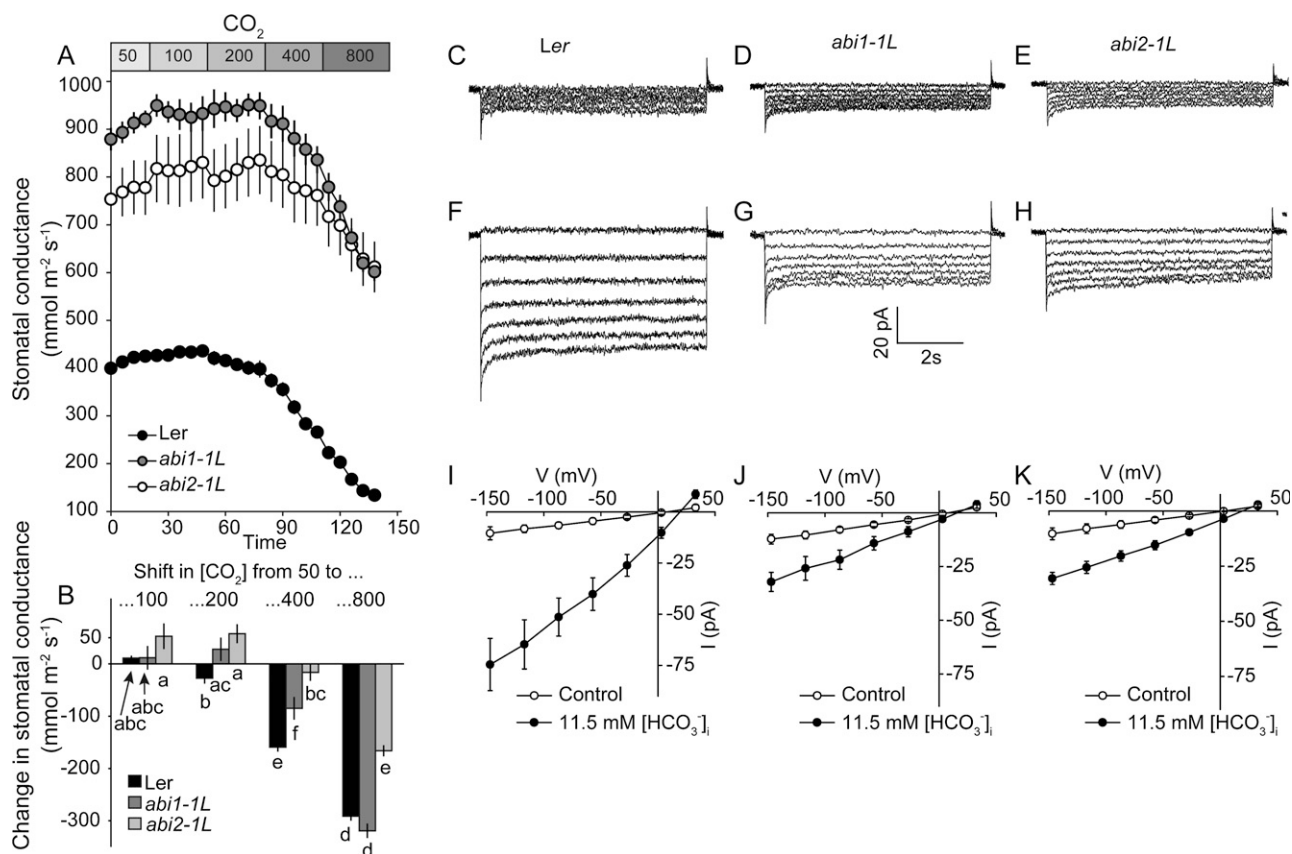 A
CO2
50 100 200 400 800
Stomatal conductance
(mmol m⁻² s⁻¹)
1000
900
800
700
600
500
400
300
200
100
Ler
abi1-1L
abi2-1L
0 30 60 90 120 150
Time
B
Shift in [CO2] from 50 to ...
...100 ...200 ...400 ...800
Change in stomatal conductance
(mmol m⁻² s⁻¹)
50
0
-100
-200
-300
abc abc a
b ac a
e f bc
d d e
Ler
abi1-1L
abi2-1L
C Ler
D abi1-1L
E abi2-1L
F
G
H
20 pA
2s
I
V (mV)
-150 -100 -50 0 50
-25
-50
-75
I (pA)
Control
11.5 mM [HCO3⁻]i
J
V (mV)
-150 -100 -50 0 50
-25
-50
-75
I (pA)
Control
11.5 mM [HCO3⁻]i
K
V (mV)
-150 -100 -50 0 50
-25
-50
-75
I (pA)
Control
11.5 mM [HCO3⁻]i